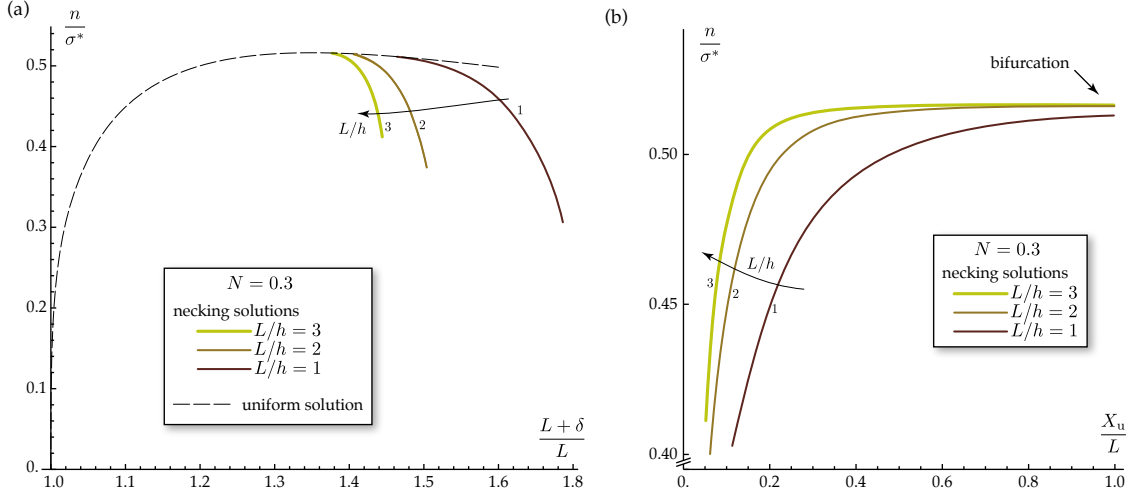 (a)
n/σ*
0.5
0.4
0.3
0.2
0.1
0.
1.0 1.1 1.2 1.3 1.4 1.5 1.6 1.7 1.8
L + δ/L
L/h
3
2
1
N = 0.3
necking solutions
L/h = 3
L/h = 2
L/h = 1
uniform solution
(b)
n/σ*
bifurcation
0.50
0.45
0.40
0. 0.2 0.4 0.6 0.8 1.0
X_u/L
L/h
3
2
1
N = 0.3
necking solutions
L/h = 3
L/h = 2
L/h = 1